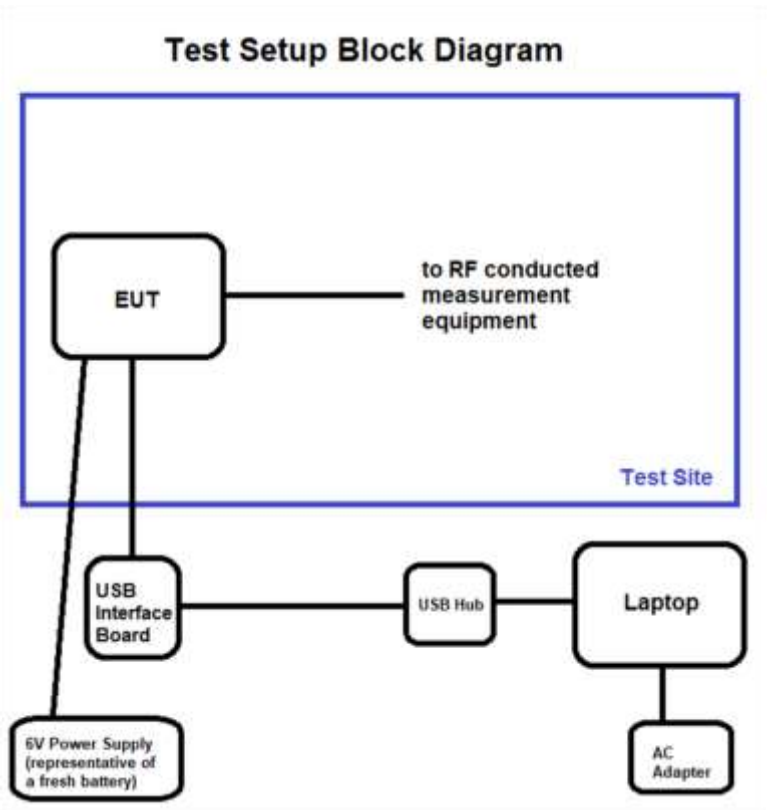 Test Setup Block Diagram
EUT
to RF conducted
measurement
equipment
Test Site
USB
Interface
Board
USB Hub
Laptop
6V Power Supply
(representative of
a fresh battery)
AC
Adapter